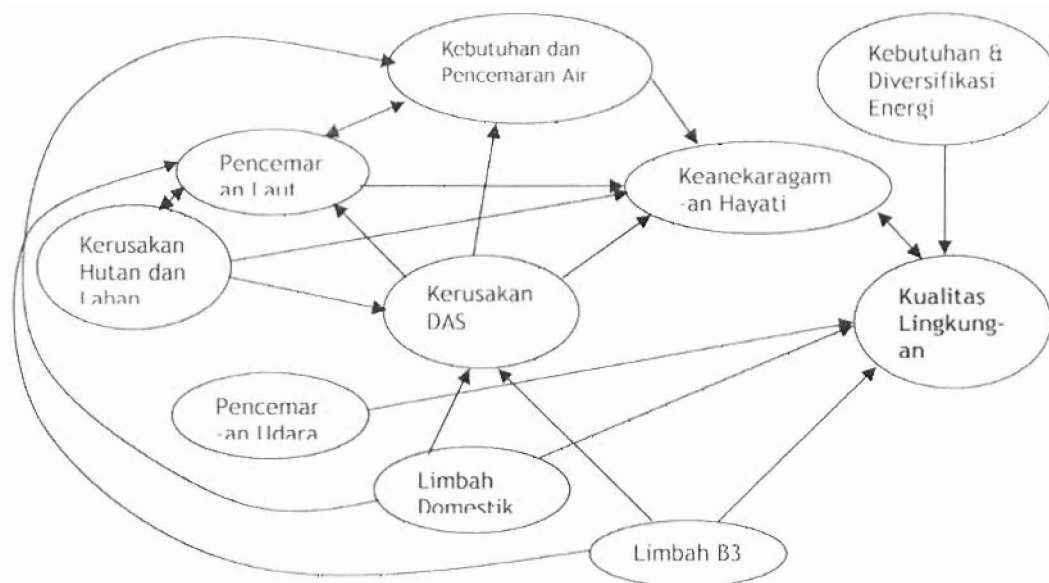 Kebutuhan dan
Pencemaran Air
Kebutuhan &
Diversifikasi
Energi
Pencemar
an Laut
Keanekaragam
-an Hayati
Kerusakan
Hutan dan
Lahan
Kerusakan
DAS
Kualitas
Lingkung-
an
Pencemar
-an Udara
Limbah
Domestik
Limbah B3